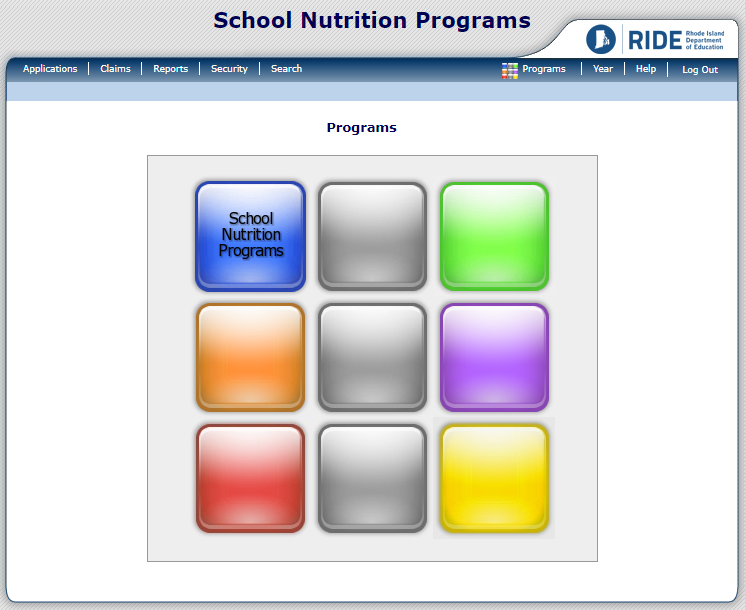 School Nutrition Programs
RIDE
Rhode Island
Department
of Education
Applications
Claims
Reports
Security
Search
Programs
Year
Help
Log Out
Programs
School
Nutrition
Programs